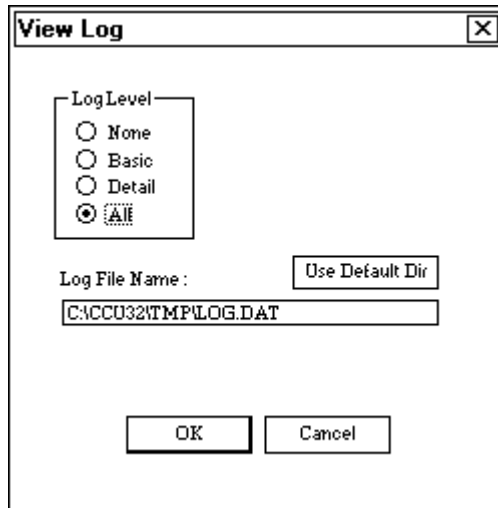 View Log
Log Level
None
Basic
Detail
All
Use Default Dir
Log File Name :
C:\CCU32\TMP\LOG.DAT
OK Cancel